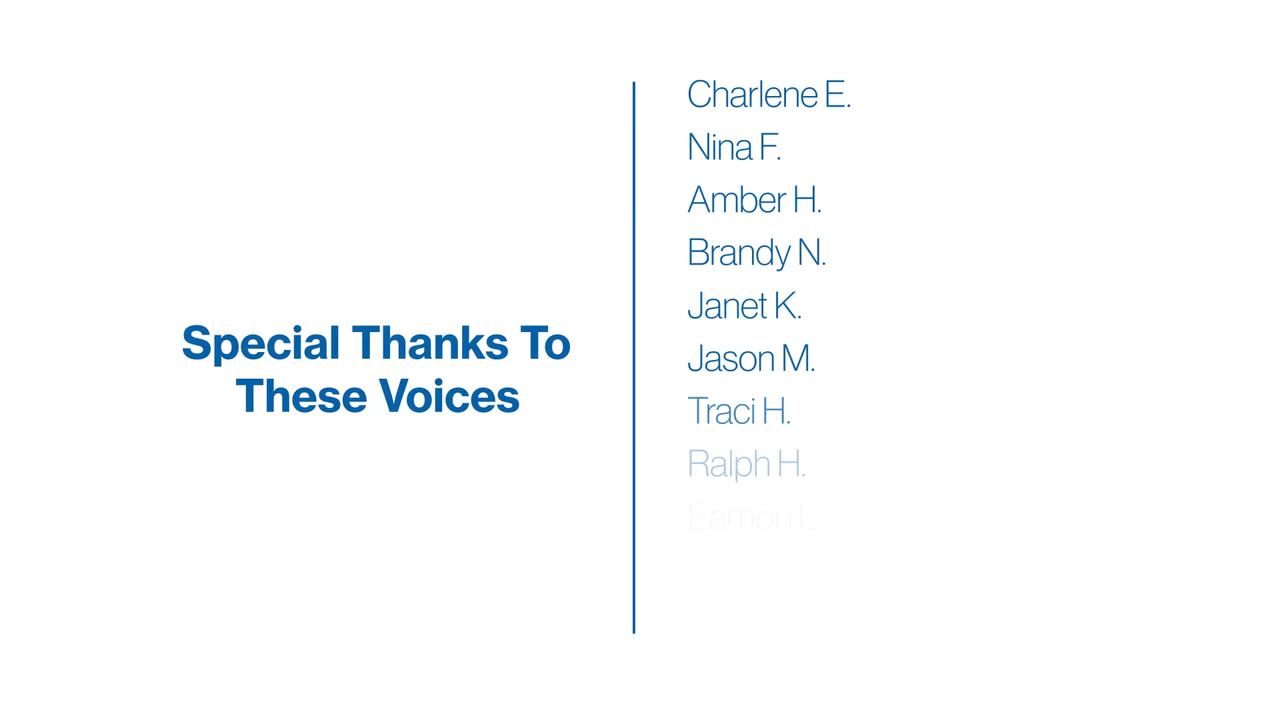 Special Thanks To
These Voices
Charlene E.
Nina F.
Amber H.
Brandy N.
Janet K.
Jason M.
Traci H.
Ralph H.